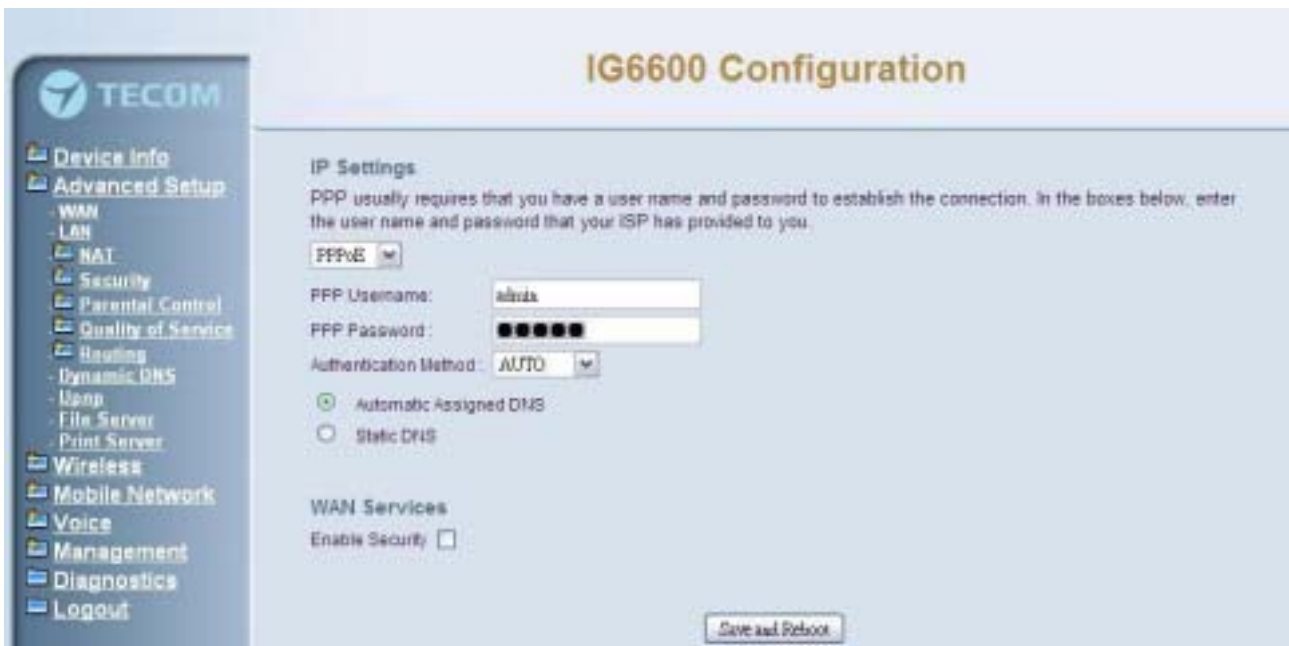 IG6600 Configuration
TECOM
Device Info
Advanced Setup
- WAN
- LAN
NAT
Security
Parental Control
Quality of Service
Routing
- Dynamic DNS
- Upnp
- File Server
- Print Server
Wireless
Mobile Network
Voice
Management
Diagnostics
Logout
IP Settings
PPP usually requires that you have a user name and password to establish the connection. In the boxes below, enter
the user name and password that your ISP has provided to you.
PPPoE
PPP Username: admin
PPP Password: ●●●●●
Authentication Method: AUTO
Automatic Assigned DNS
Static DNS
WAN Services
Enable Security
Save and Reboot